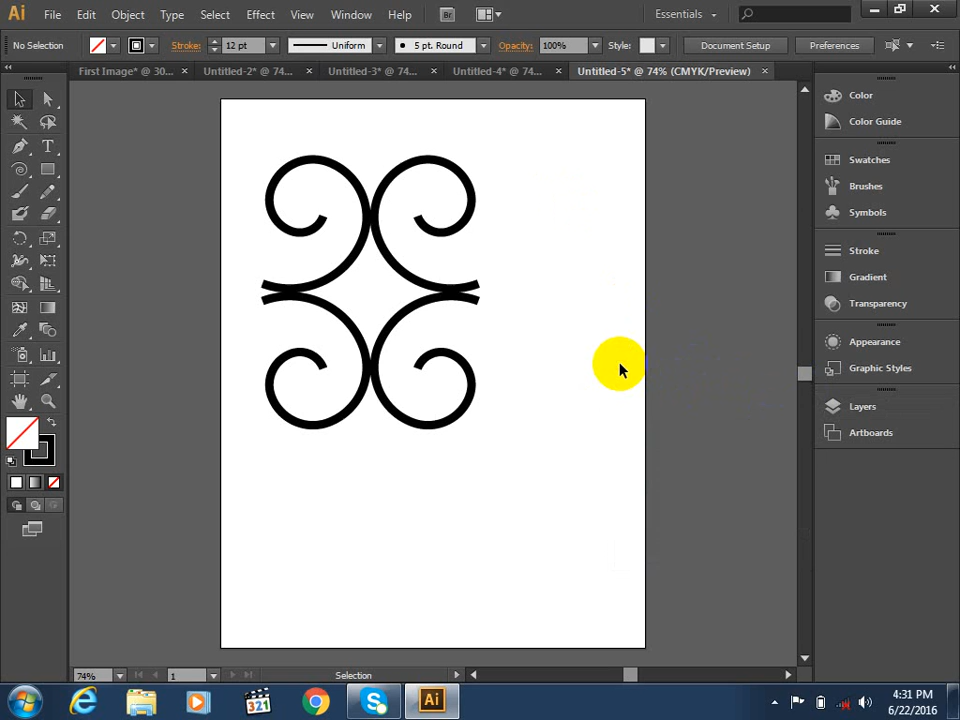 Ai File Edit Object Type Select Effect View Window Help Br Essentials
No Selection Stroke: 12 pt Uniform 5 pt. Round Opacity: 100% Style: Document Setup Preferences
First Image* @ 30... × Untitled-2* @ 74... × Untitled-3* @ 74... × Untitled-4* @ 74... × Untitled-5* @ 74% (CMYK/Preview) ×
Color
Color Guide
Swatches
Brushes
Symbols
Stroke
Gradient
Transparency
Appearance
Graphic Styles
Layers
Artboards
T
74% 1 Selection
321 Ai 4:31 PM
6/22/2016